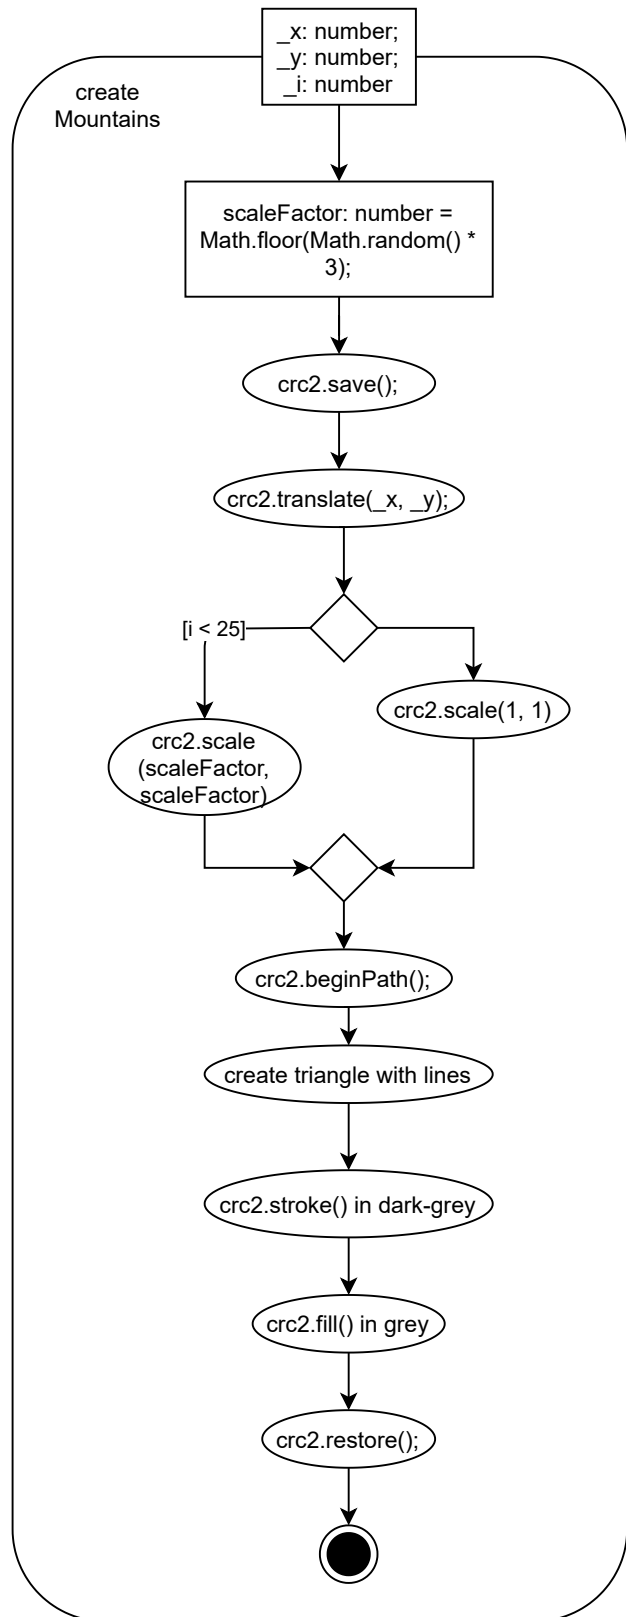 _x: number;
_y: number;
_i: number
create
Mountains
scaleFactor: number =
Math.floor(Math.random() *
3);
crc2.save();
crc2.translate(_x, _y);
[i < 25]
crc2.scale(1, 1)
crc2.scale
(scaleFactor,
scaleFactor)
crc2.beginPath();
create triangle with lines
crc2.stroke() in dark-grey
crc2.fill() in grey
crc2.restore();